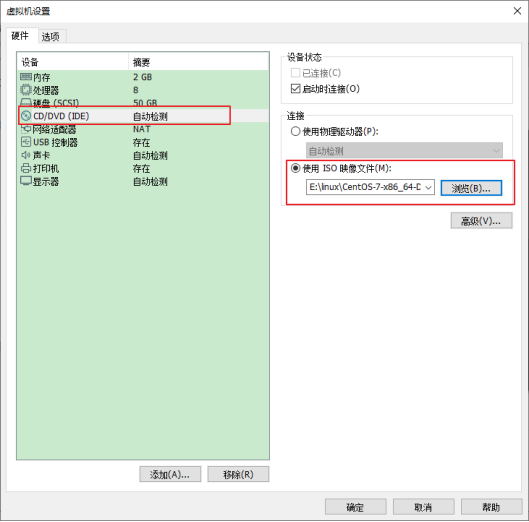 虚拟机设置
硬件 选项
设备 摘要
内存 2 GB
处理器 8
硬盘 (SCSI) 50 GB
CD/DVD (IDE) 自动检测
网络适配器 NAT
USB 控制器 存在
声卡 自动检测
打印机 存在
显示器 自动检测
添加(A)... 移除(R)
设备状态
已连接(C)
启动时连接(O)
连接
使用物理驱动器(P):
自动检测
使用 ISO 映像文件(M):
E:\linux\CentOS-7-x86_64-D 浏览(B)...
高级(V)...
确定 取消 帮助